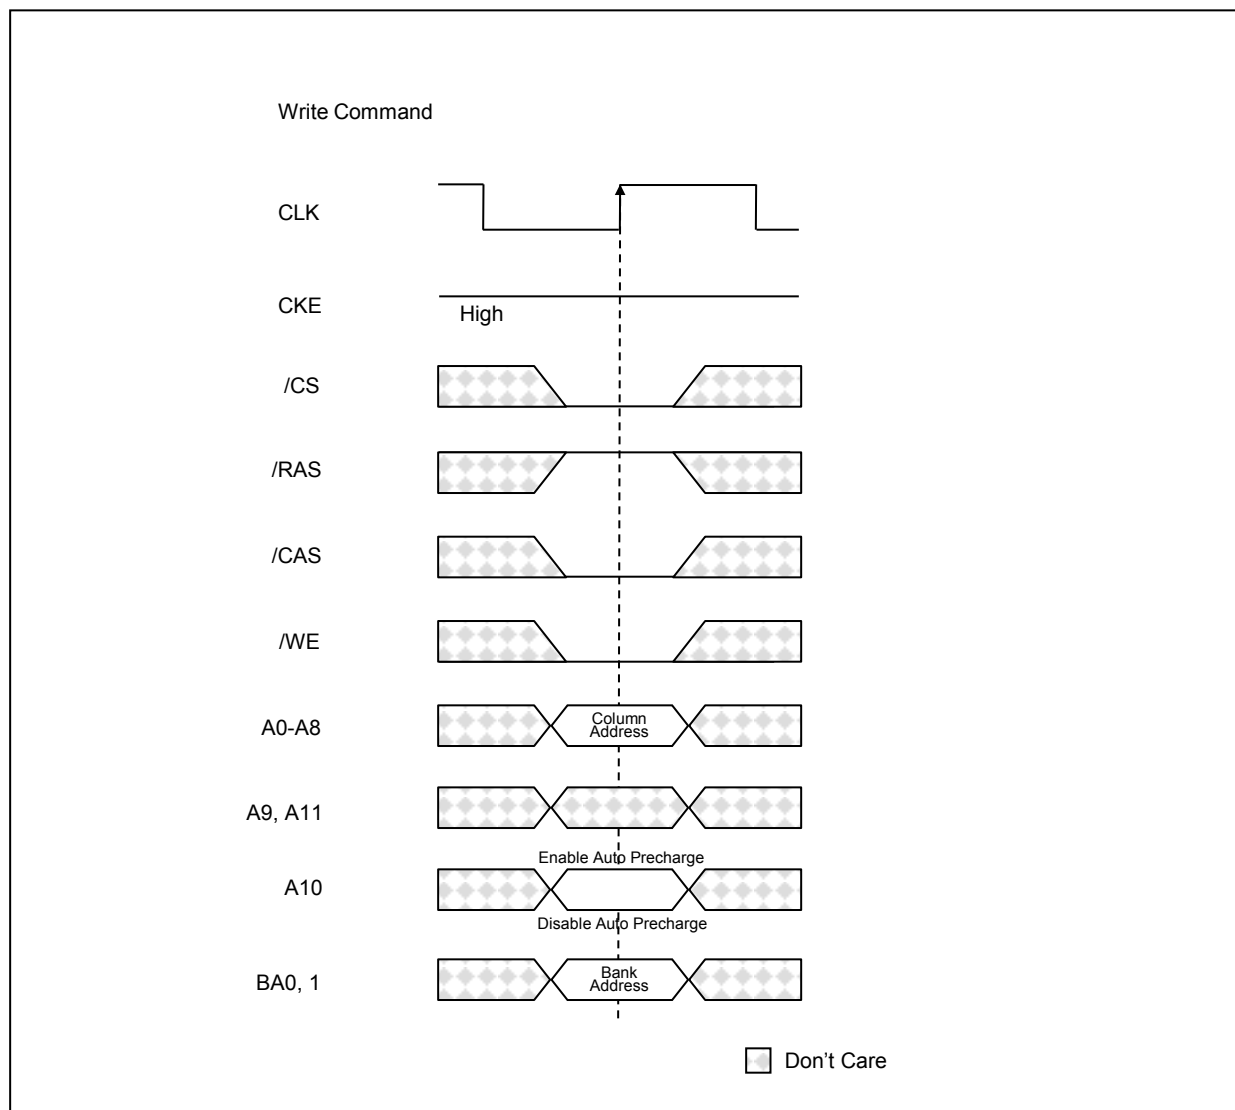 Write Command
CLK
CKE
High
/CS
/RAS
/CAS
/WE
A0-A8
Column
Address
A9, A11
Enable Auto Precharge
A10
Disable Auto Precharge
BA0, 1
Bank
Address
Don't Care